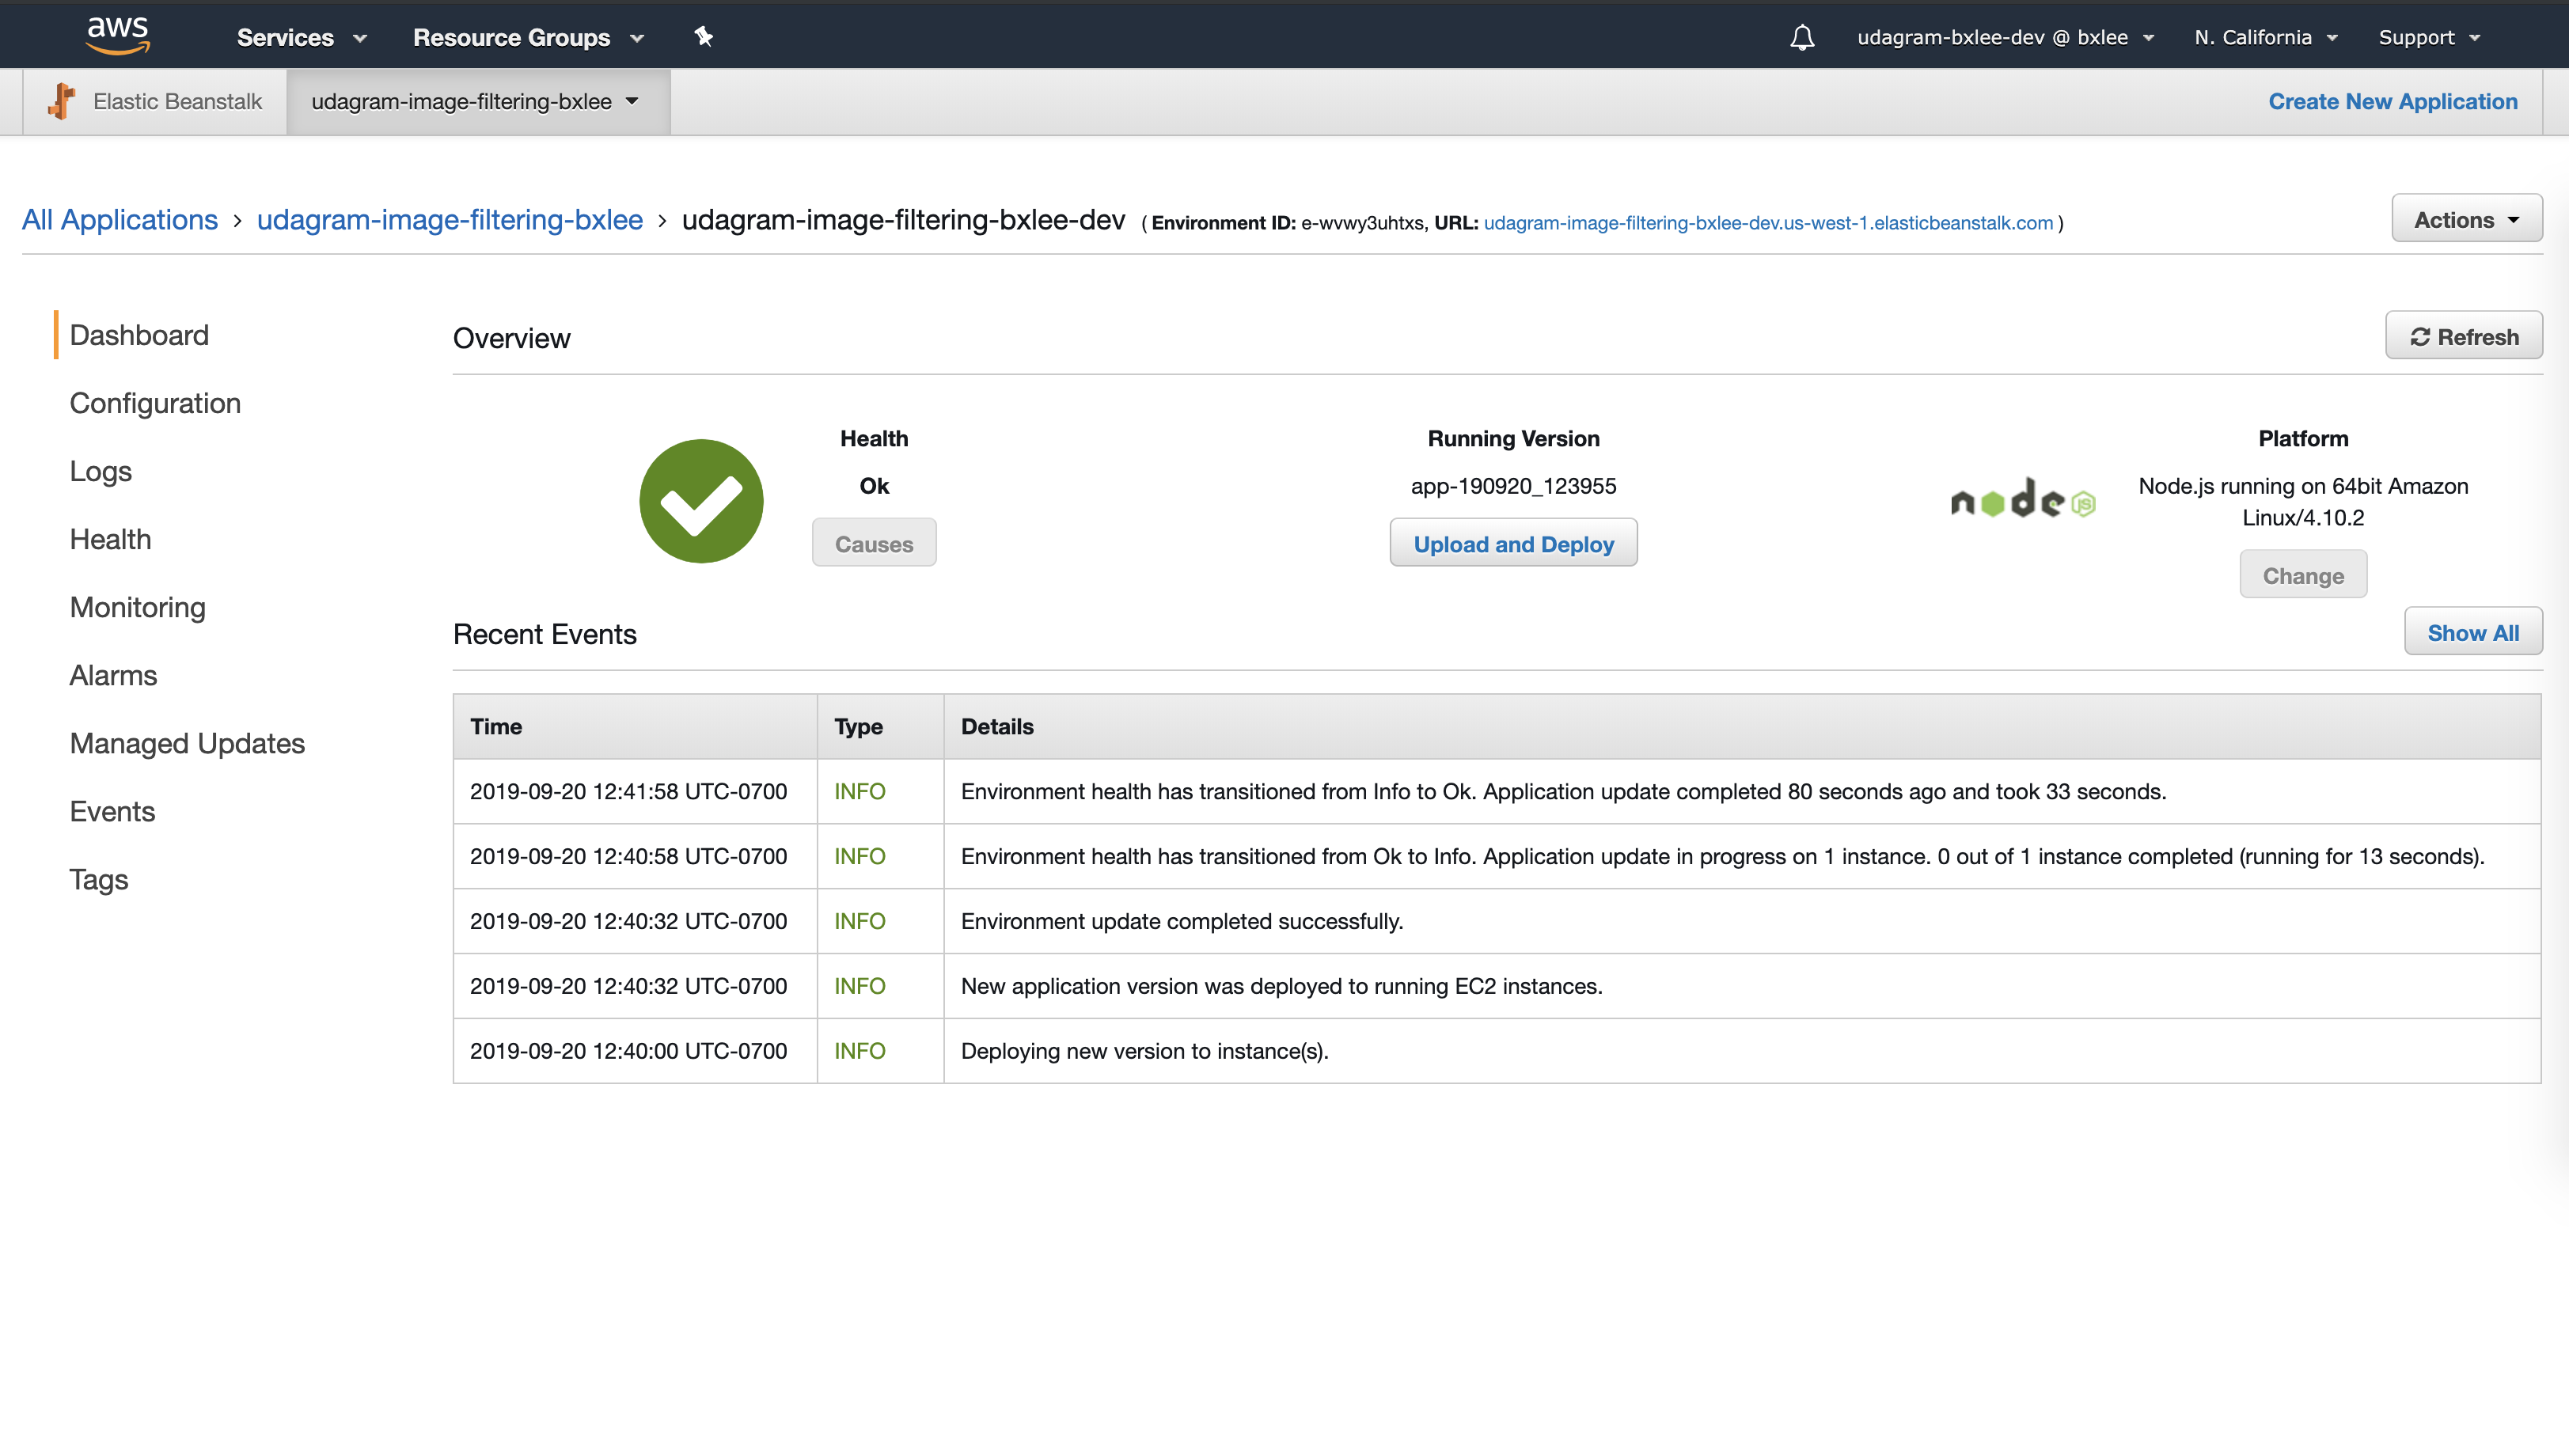 aws Services Resource Groups udagram-bxlee-dev @ bxlee N. California Support
Elastic Beanstalk udagram-image-filtering-bxlee Create New Application
All Applications › udagram-image-filtering-bxlee › udagram-image-filtering-bxlee-dev ( Environment ID: e-wvwy3uhtxs, URL: udagram-image-filtering-bxlee-dev.us-west-1.elasticbeanstalk.com ) Actions
Dashboard
Configuration
Logs
Health
Monitoring
Alarms
Managed Updates
Events
Tags
Overview Refresh
Health
Ok
Causes
Running Version
app-190920_123955
Upload and Deploy
node JS
Platform
Node.js running on 64bit Amazon
Linux/4.10.2
Change
Recent Events Show All
Time Type Details
2019-09-20 12:41:58 UTC-0700 INFO Environment health has transitioned from Info to Ok. Application update completed 80 seconds ago and took 33 seconds.
2019-09-20 12:40:58 UTC-0700 INFO Environment health has transitioned from Ok to Info. Application update in progress on 1 instance. 0 out of 1 instance completed (running for 13 seconds).
2019-09-20 12:40:32 UTC-0700 INFO Environment update completed successfully.
2019-09-20 12:40:32 UTC-0700 INFO New application version was deployed to running EC2 instances.
2019-09-20 12:40:00 UTC-0700 INFO Deploying new version to instance(s).